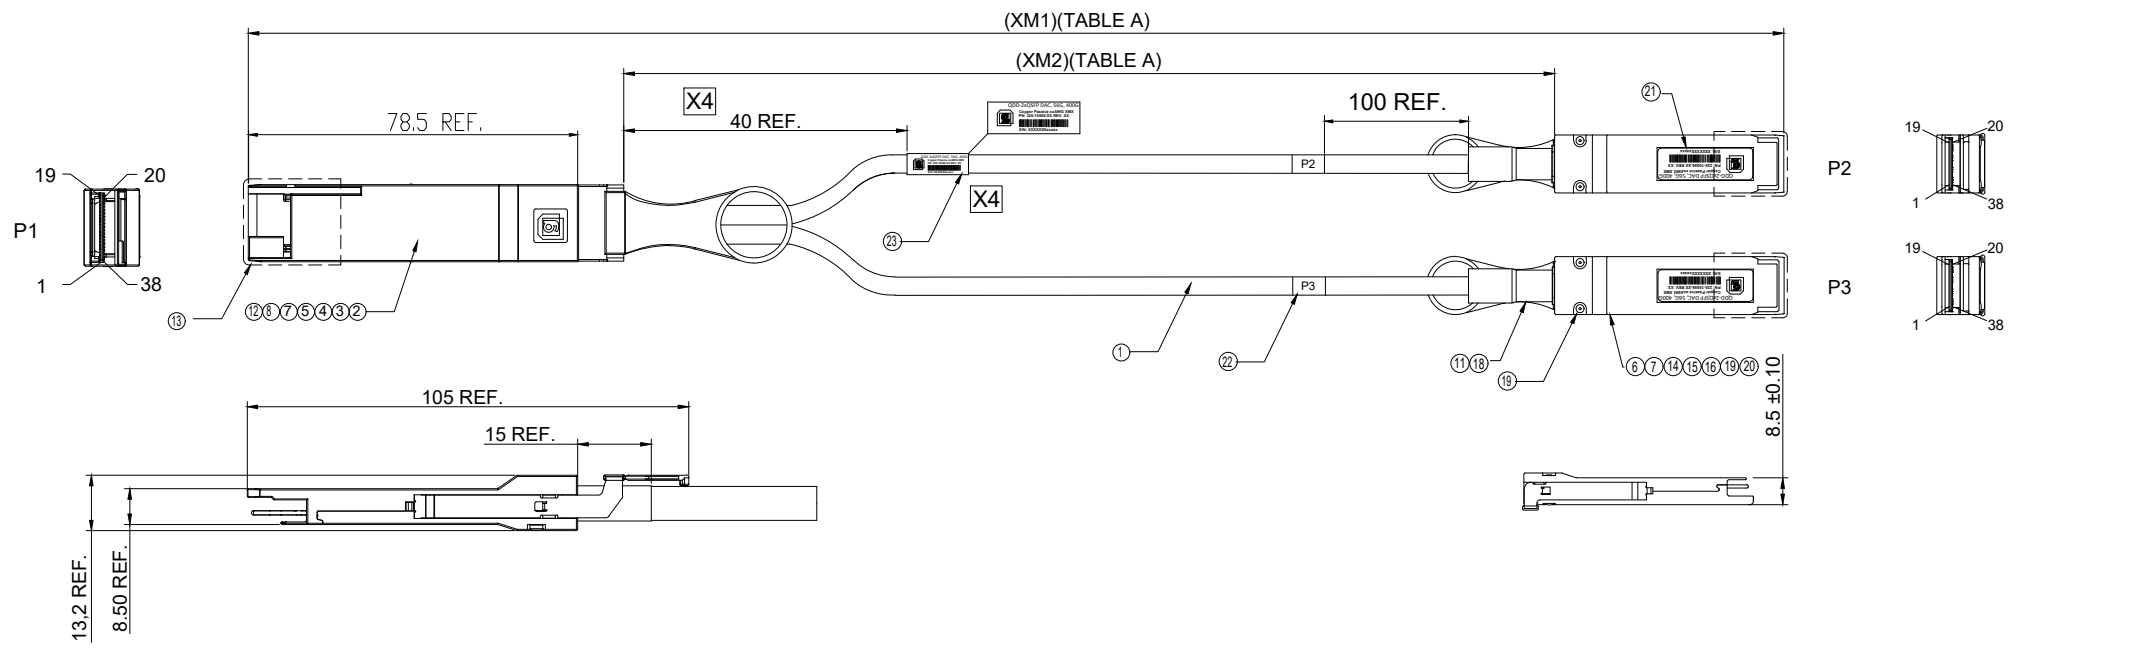 (XM1)(TABLE A)
(XM2)(TABLE A)
X4
QDD-2xQSFP DAC, 56G, 400G
Copper Passive xxAWG XMX
S/N: XXXXXXXxxxxx
78.5 REF.
40 REF.
100 REF.
21
19 20
P1
1 38
X4
P2
23
P2
19 20
1 38
13
12 8 7 5 4 3 2
P3
1
22
11 18
19
6 7 14 15 16 19 20
P3
19 20
1 38
105 REF.
15 REF.
13,2 REF.
8.50 REF.
8.5 ±0.10